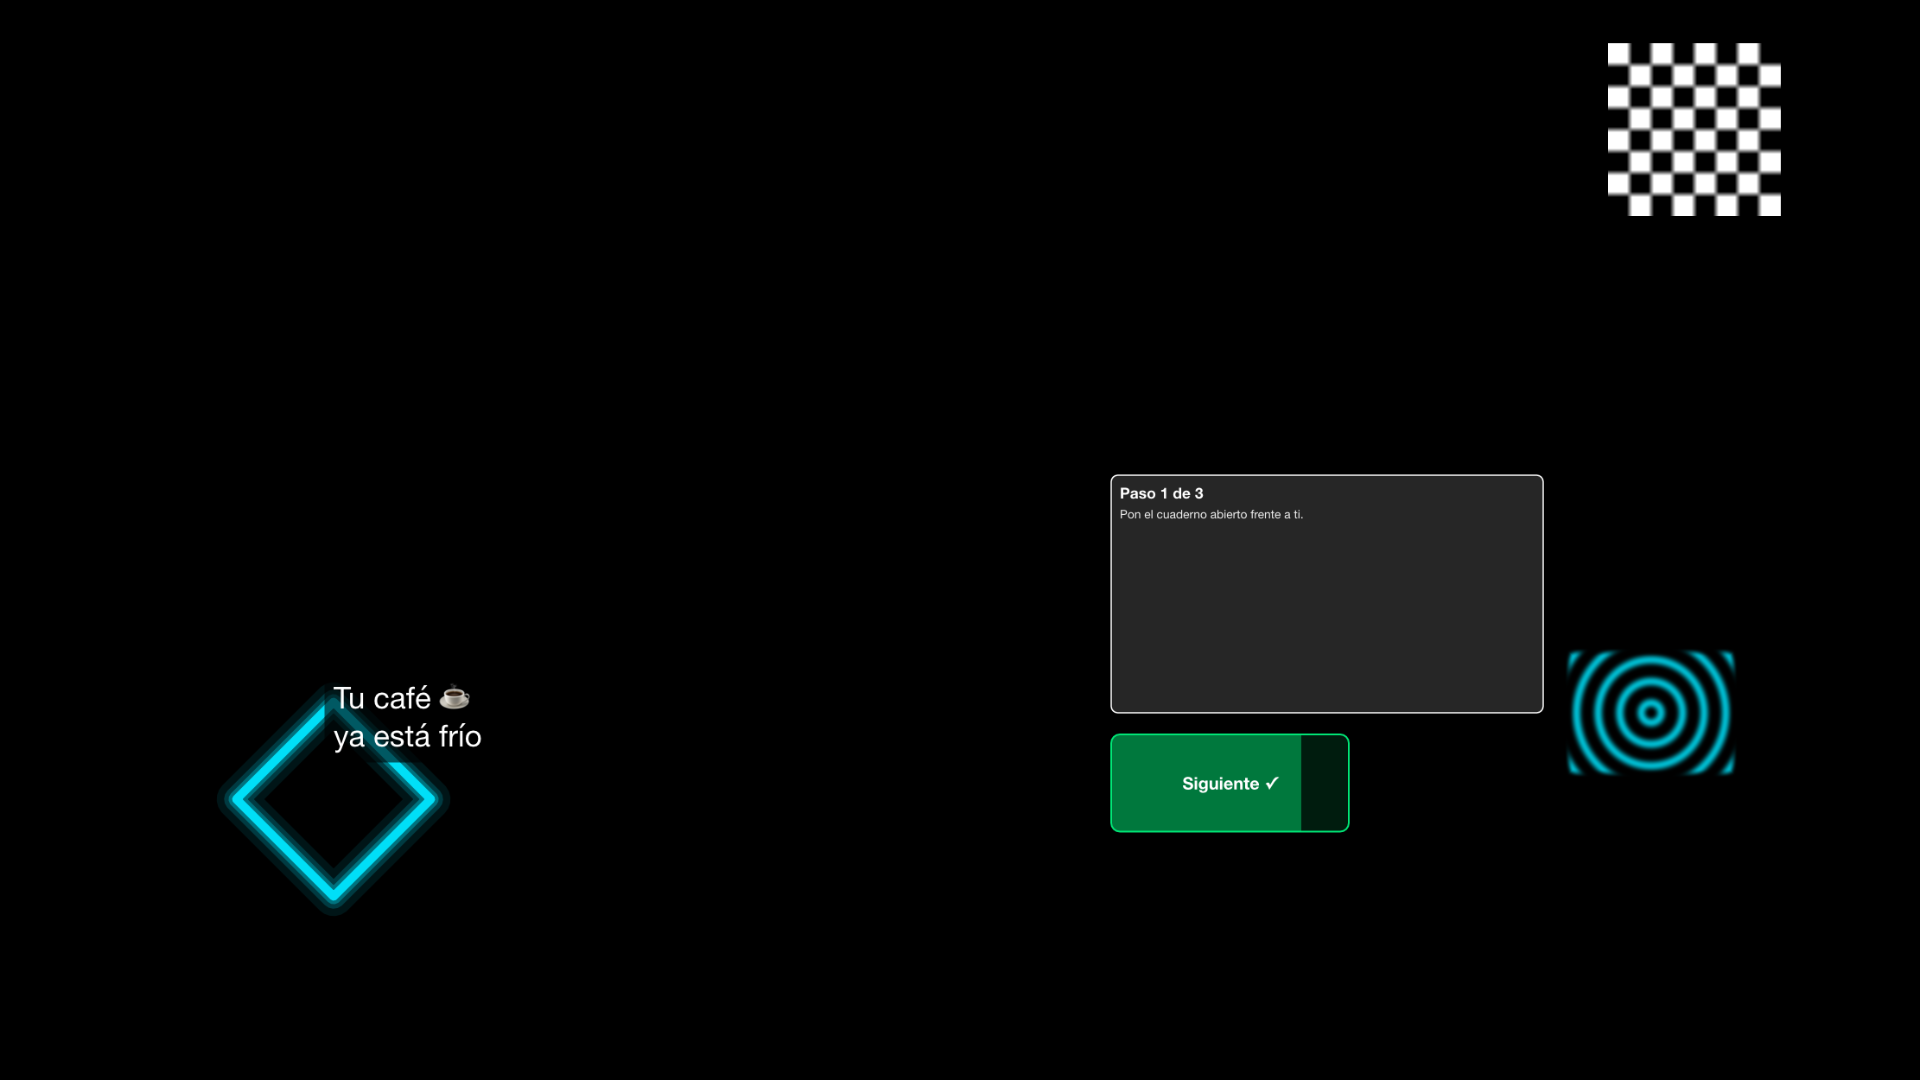 Paso 1 de 3
Pon el cuaderno abierto frente a ti.
Tu café ☕
ya está frío
Siguiente ✓